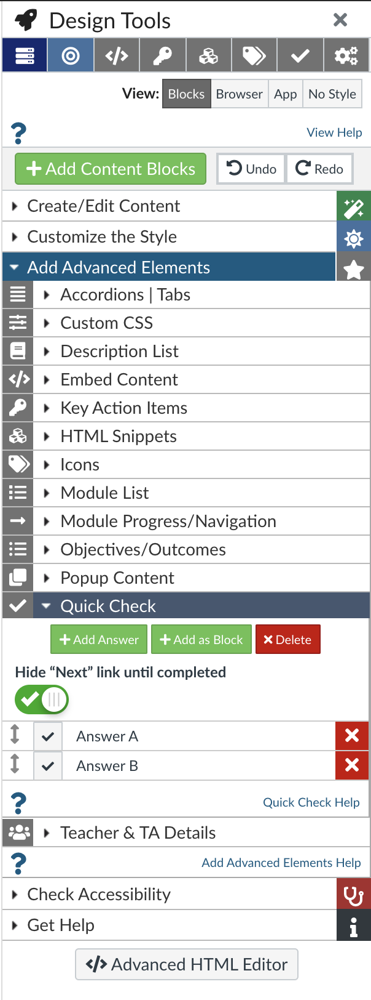 Design Tools
View: Blocks Browser App No Style
? View Help
Add Content Blocks Undo Redo
Create/Edit Content
Customize the Style
Add Advanced Elements
Accordions | Tabs
Custom CSS
Description List
Embed Content
Key Action Items
HTML Snippets
Icons
Module List
Module Progress/Navigation
Objectives/Outcomes
Popup Content
Quick Check
Add Answer Add as Block Delete
Hide “Next” link until completed
Answer A
Answer B
? Quick Check Help
Teacher & TA Details
? Add Advanced Elements Help
Check Accessibility
Get Help
</> Advanced HTML Editor